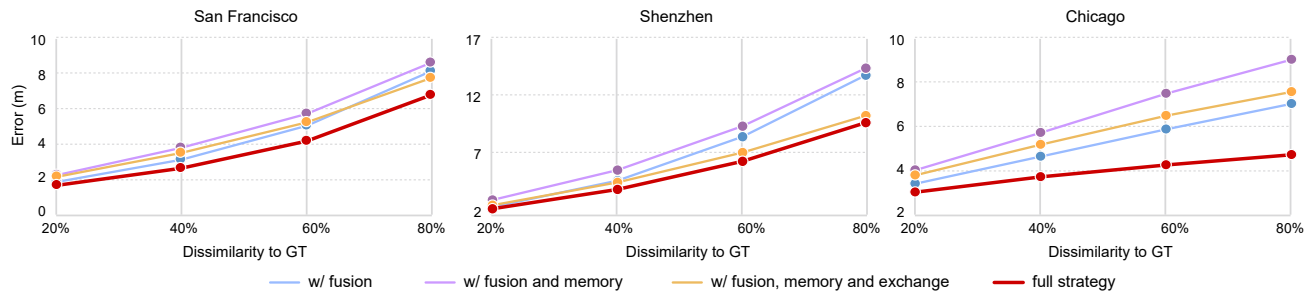 San Francisco
Shenzhen
Chicago
Error (m)
10
8
6
4
2
0
20%
40%
60%
80%
Dissimilarity to GT
17
12
7
2
20%
40%
60%
80%
Dissimilarity to GT
10
8
6
4
2
20%
40%
60%
80%
Dissimilarity to GT
w/ fusion
w/ fusion and memory
w/ fusion, memory and exchange
full strategy